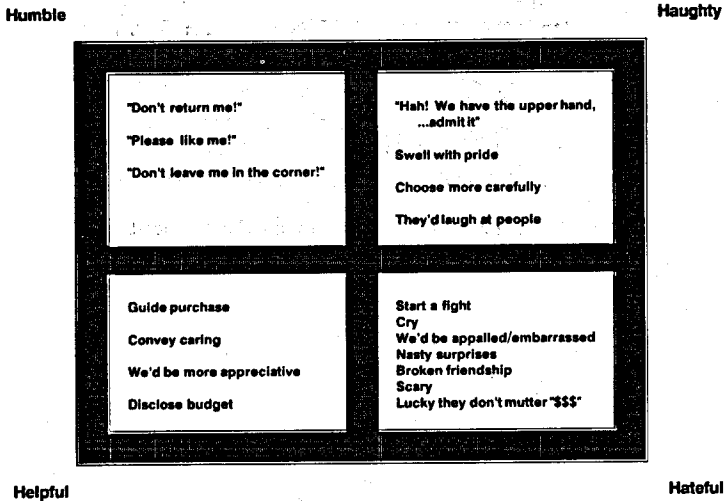 Humble
Haughty
"Don't return me!"
"Please like me!"
"Don't leave me in the corner!"
"Hah! We have the upper hand,
...admit it"
Swell with pride
Choose more carefully
They'd laugh at people
Guide purchase
Convey caring
We'd be more appreciative
Disclose budget
Start a fight
Cry
We'd be appalled/embarrassed
Nasty surprises
Broken friendship
Scary
Lucky they don't mutter "$$$"
Helpful
Hateful